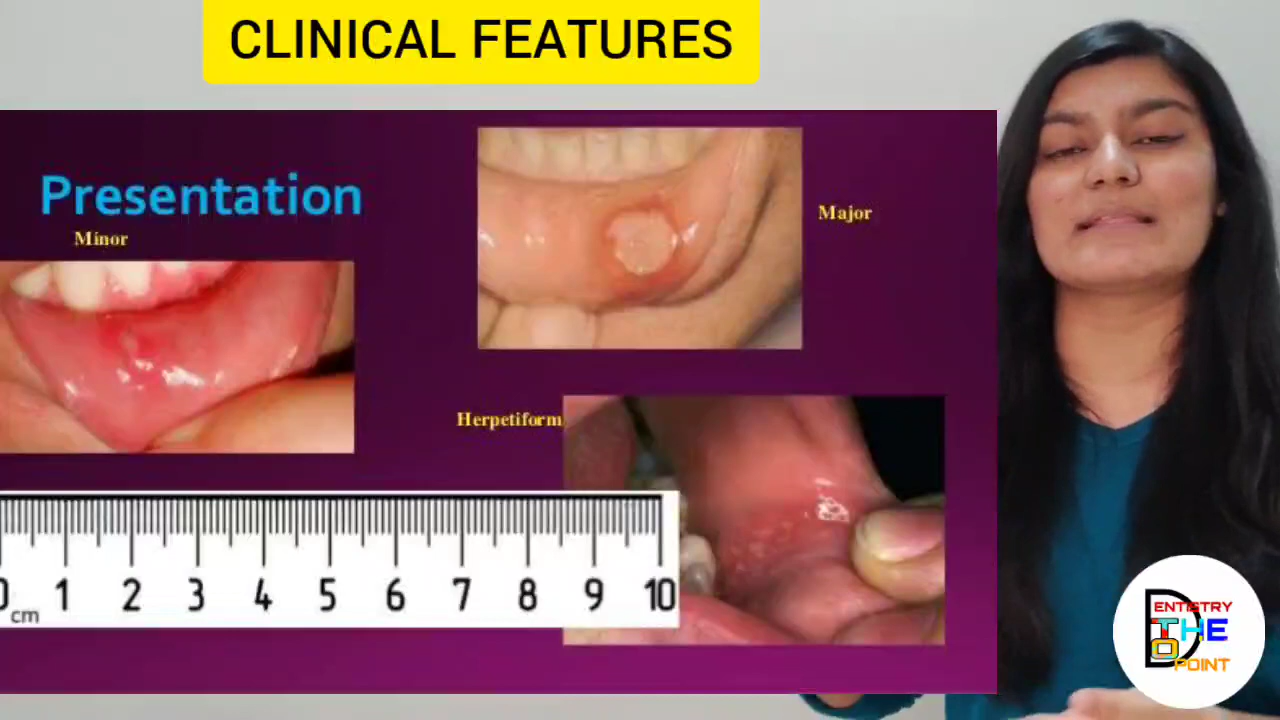 CLINICAL FEATURES
Presentation
Minor
Major
Herpetiform
0 1 2 3 4 5 6 7 8 9 10
cm
DENTISTRY
THE
TO
POINT